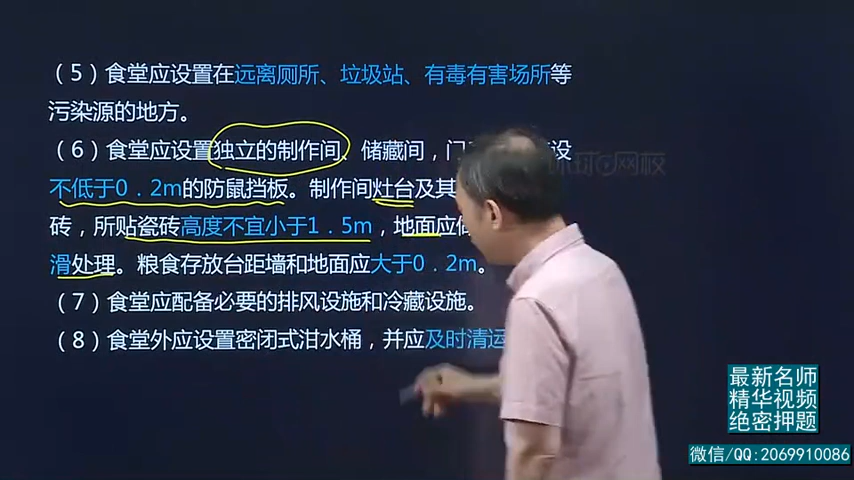 （5）食堂应设置在远离厕所、垃圾站、有毒有害场所等
污染源的地方。
（6）食堂应设置独立的制作间、储藏间，门 设
不低于0．2m的防鼠挡板。制作间灶台及其
砖，所贴瓷砖高度不宜小于1．5m，地面应
滑处理。粮食存放台距墙和地面应大于0．2m。
（7）食堂应配备必要的排风设施和冷藏设施。
（8）食堂外应设置密闭式泔水桶，并应及时清运
环球网校
最新名师
精华视频
绝密押题
微信/QQ:2069910086